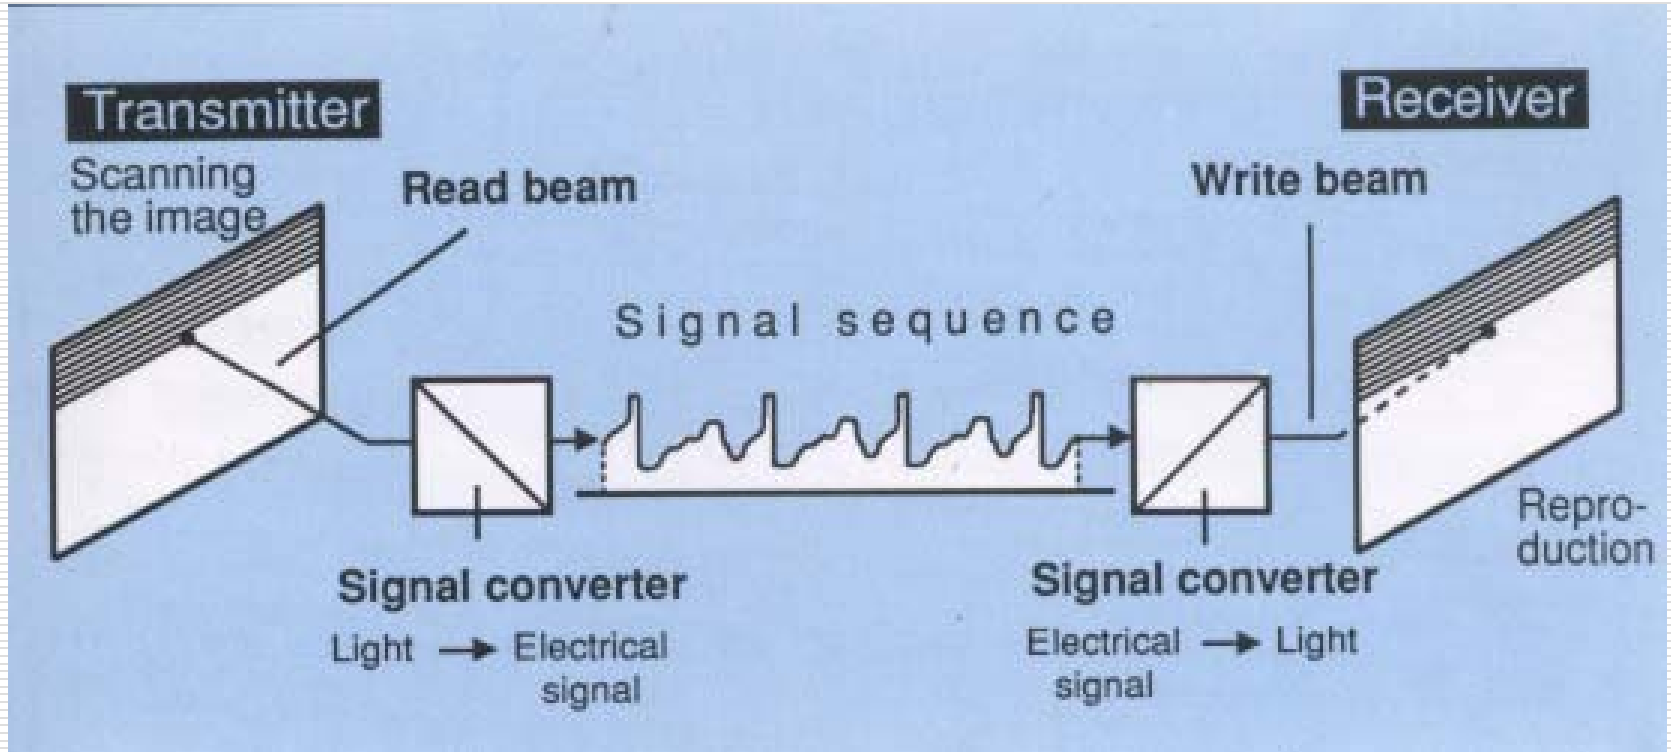 Transmitter
Scanning
the image
Read beam
Receiver
Write beam
Signal sequence
Repro-
duction
Signal converter
Light → Electrical
signal
Signal converter
Electrical → Light
signal